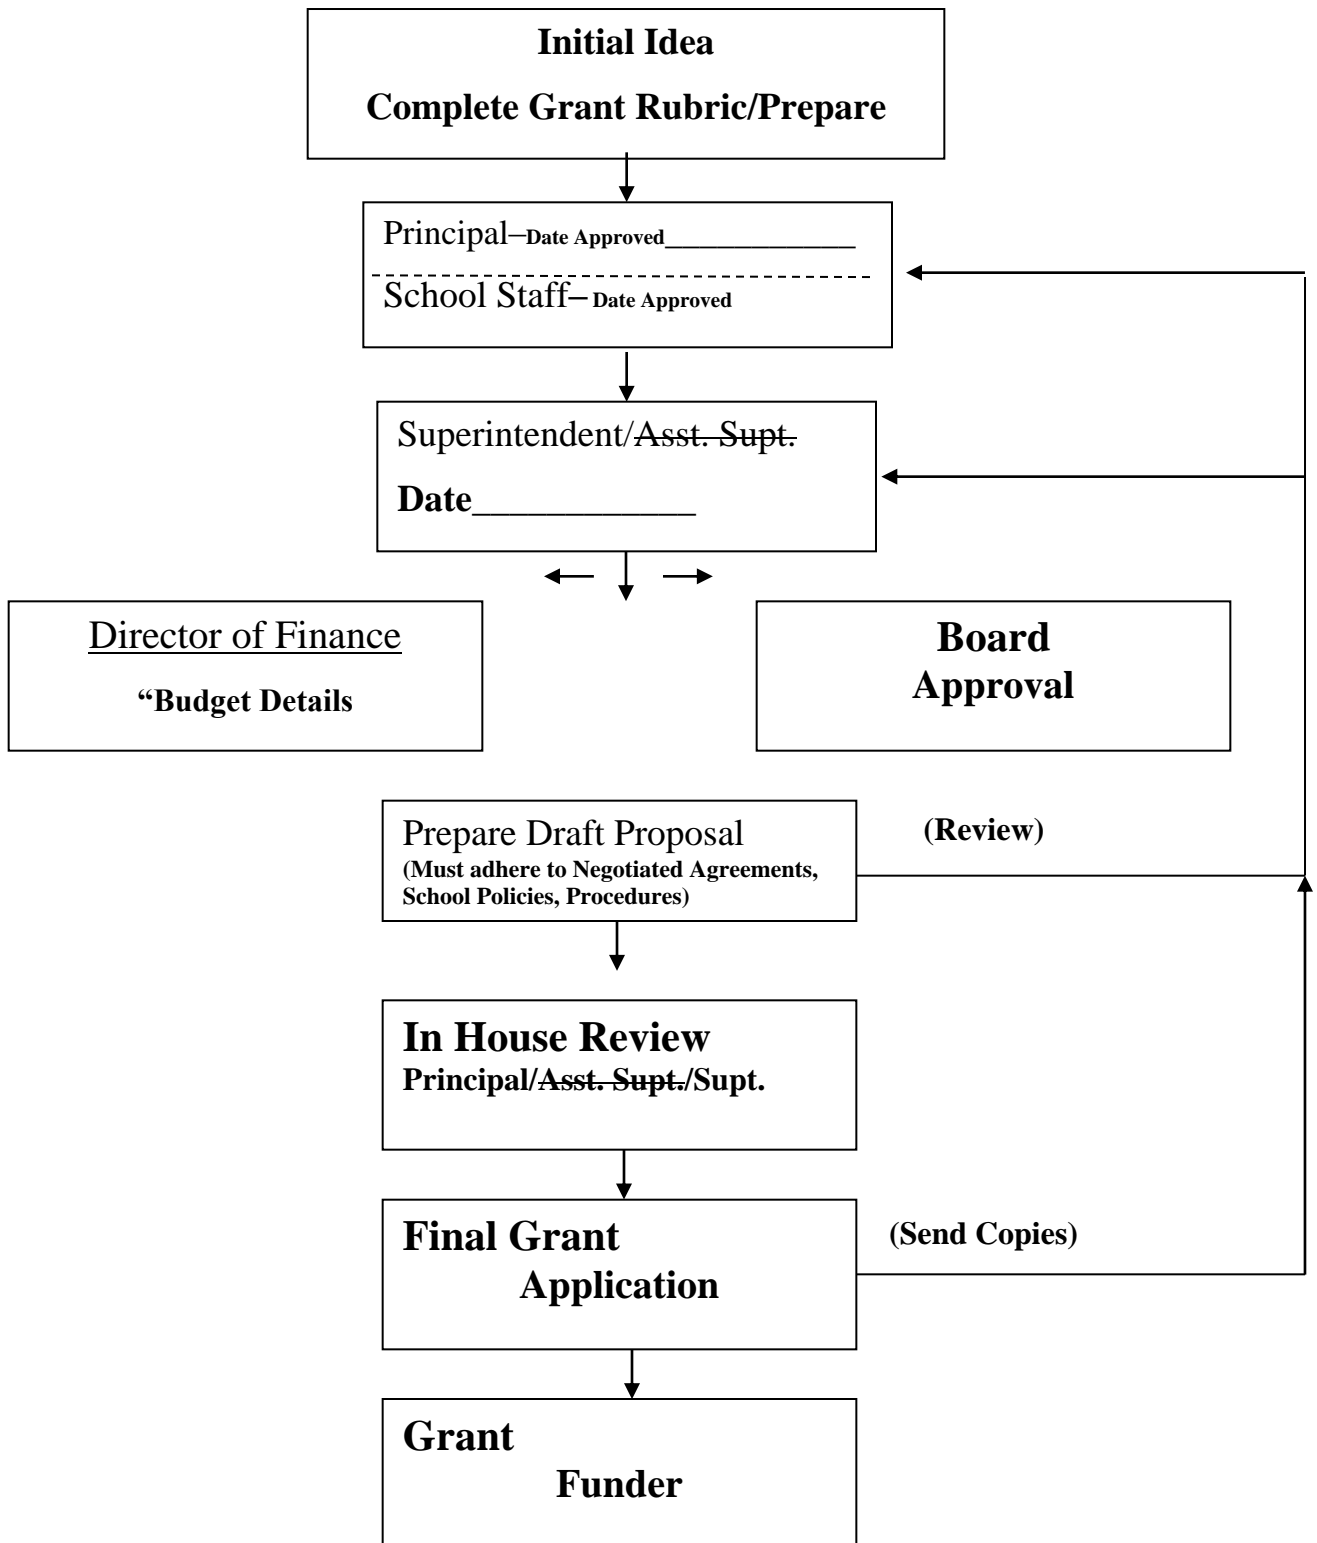 Initial Idea
Complete Grant Rubric/Prepare
Principal–Date Approved___________
School Staff– Date Approved
Superintendent/Asst. Supt.
Date____________
Director of Finance
“Budget Details
Board
Approval
Prepare Draft Proposal
(Must adhere to Negotiated Agreements,
School Policies, Procedures)
(Review)
In House Review
Principal/Asst. Supt./Supt.
Final Grant
Application
(Send Copies)
Grant
Funder